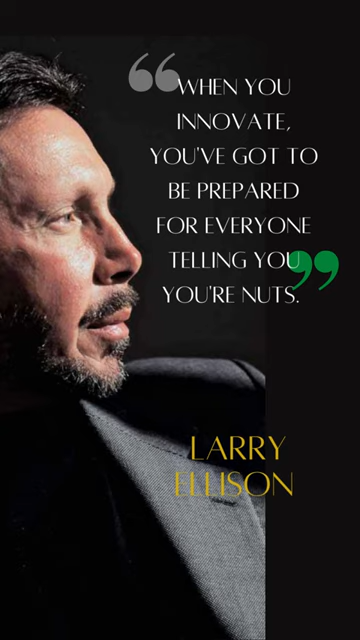 “
WHEN YOU
INNOVATE,
YOU'VE GOT TO
BE PREPARED
FOR EVERYONE
TELLING YOU
YOU'RE NUTS.
”
LARRY
ELLISON